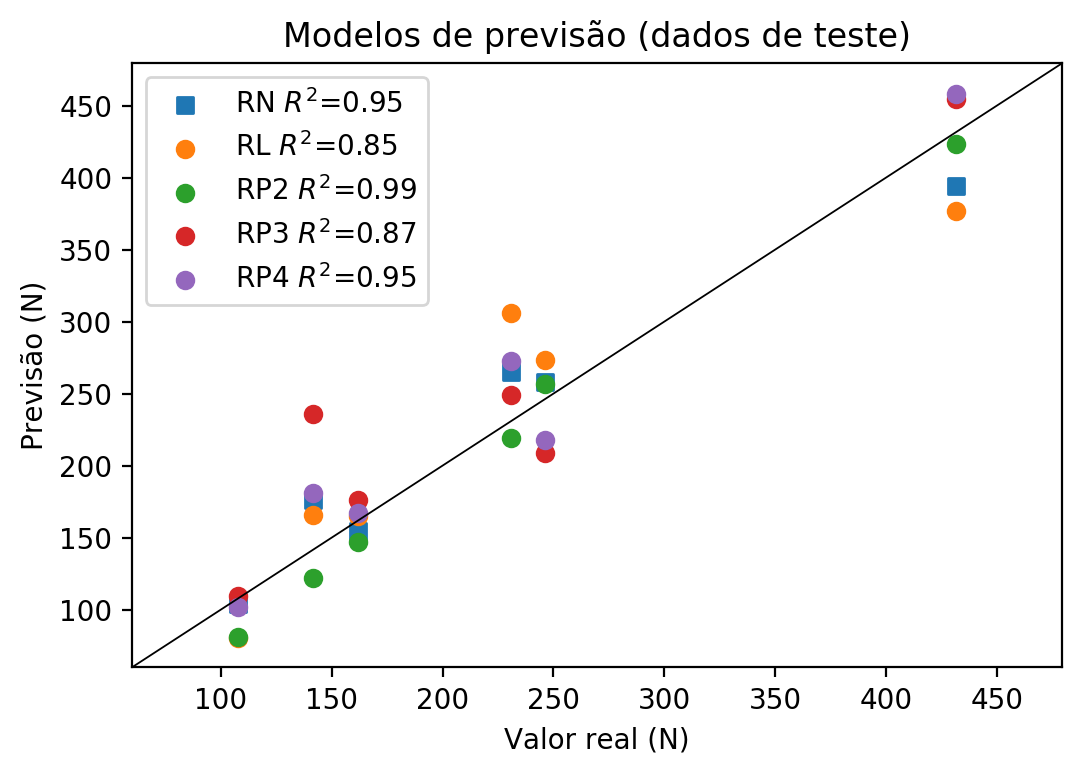 Modelos de previsão (dados de teste)
RN R²=0.95
RL R²=0.85
RP2 R²=0.99
RP3 R²=0.87
RP4 R²=0.95
Previsão (N)
450
400
350
300
250
200
150
100
100 150 200 250 300 350 400 450
Valor real (N)